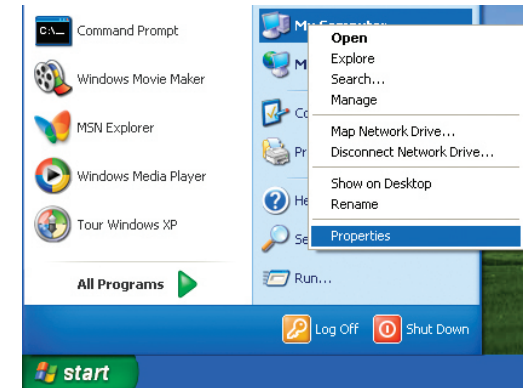 Command Prompt
Windows Movie Maker
MSN Explorer
Windows Media Player
Tour Windows XP
All Programs
My Computer
Open
Explore
Search...
Manage
Map Network Drive...
Disconnect Network Drive...
Show on Desktop
Rename
Properties
Run...
Log Off
Shut Down
start